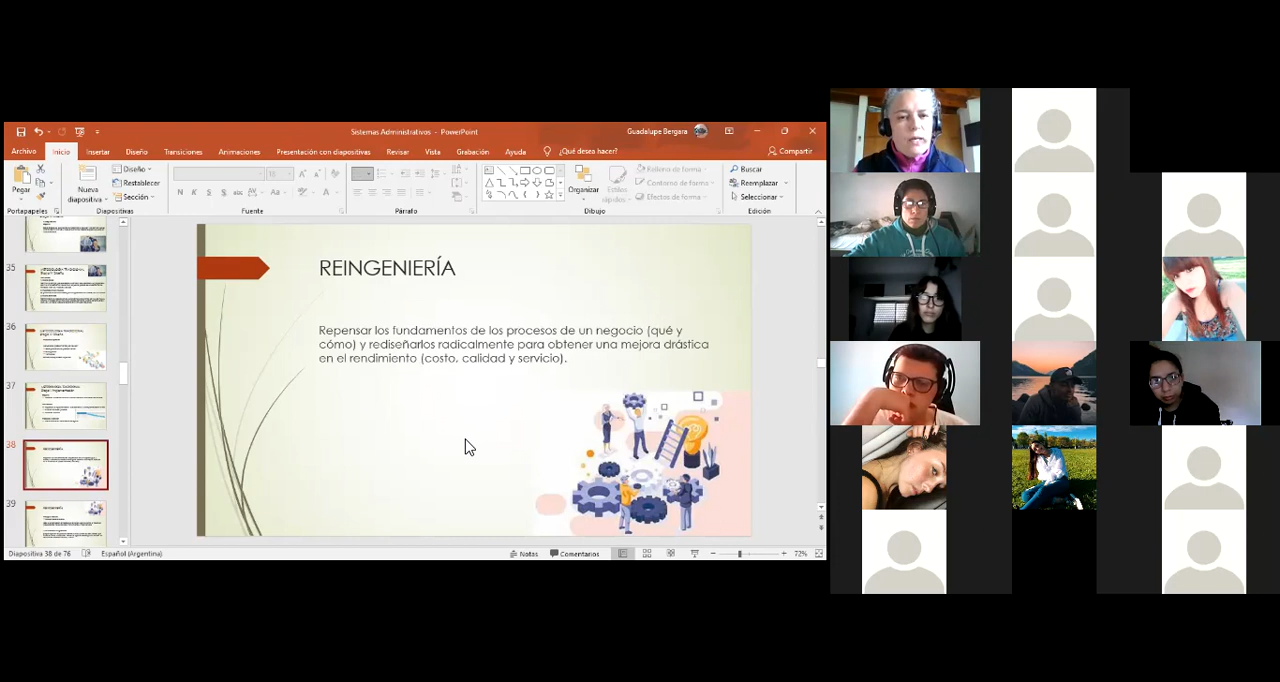 Sistemas Administrativos - PowerPoint
Guadalupe Bergara
Archivo Inicio Insertar Diseño Transiciones Animaciones Presentación con diapositivas Revisar Vista Grabación Ayuda ¿Qué desea hacer? Compartir
Pegar
Nueva diapositiva
Diseño
Restablecer
Sección
N K S S abc AV Aa A
Organizar
Estilos rápidos
Relleno de forma
Contorno de forma
Efectos de forma
Buscar
Reemplazar
Seleccionar
Portapapeles Diapositivas Fuente Párrafo Dibujo Edición
35
36
37
38
39
REINGENIERÍA
Repensar los fundamentos de los procesos de un negocio (qué y
cómo) y rediseñarlos radicalmente para obtener una mejora drástica
en el rendimiento (costo, calidad y servicio).
Diapositiva 38 de 76 Español (Argentina) Notas Comentarios 72%